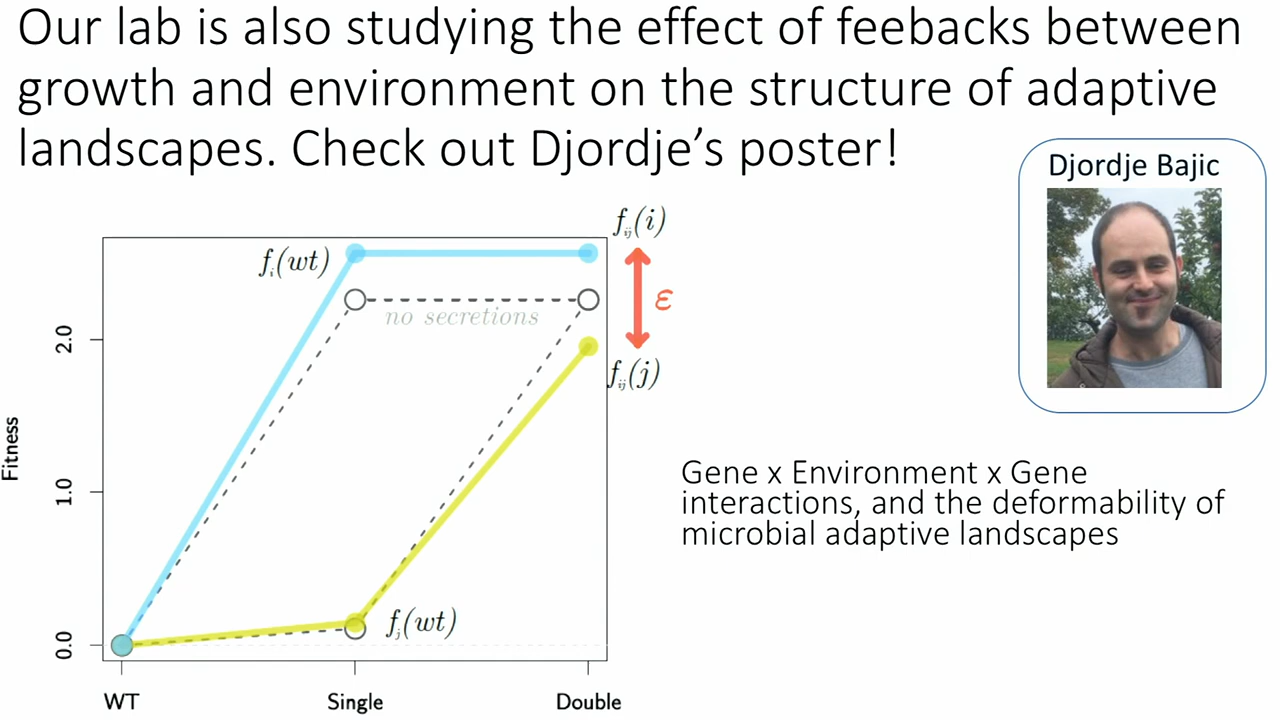 Our lab is also studying the effect of feebacks between
growth and environment on the structure of adaptive
landscapes. Check out Djordje's poster!
Djordje Bajic
f_ij(i)
f_i(wt)
ε
no secretions
f_ij(j)
f_j(wt)
Fitness
2.0
1.0
0.0
WT
Single
Double
Gene x Environment x Gene
interactions, and the deformability of
microbial adaptive landscapes